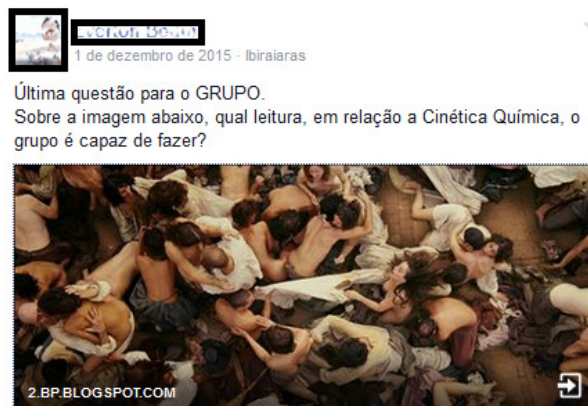 1 de dezembro de 2015 · Ibiraiaras
Última questão para o GRUPO.
Sobre a imagem abaixo, qual leitura, em relação a Cinética Química, o
grupo é capaz de fazer?
2.BP.BLOGSPOT.COM